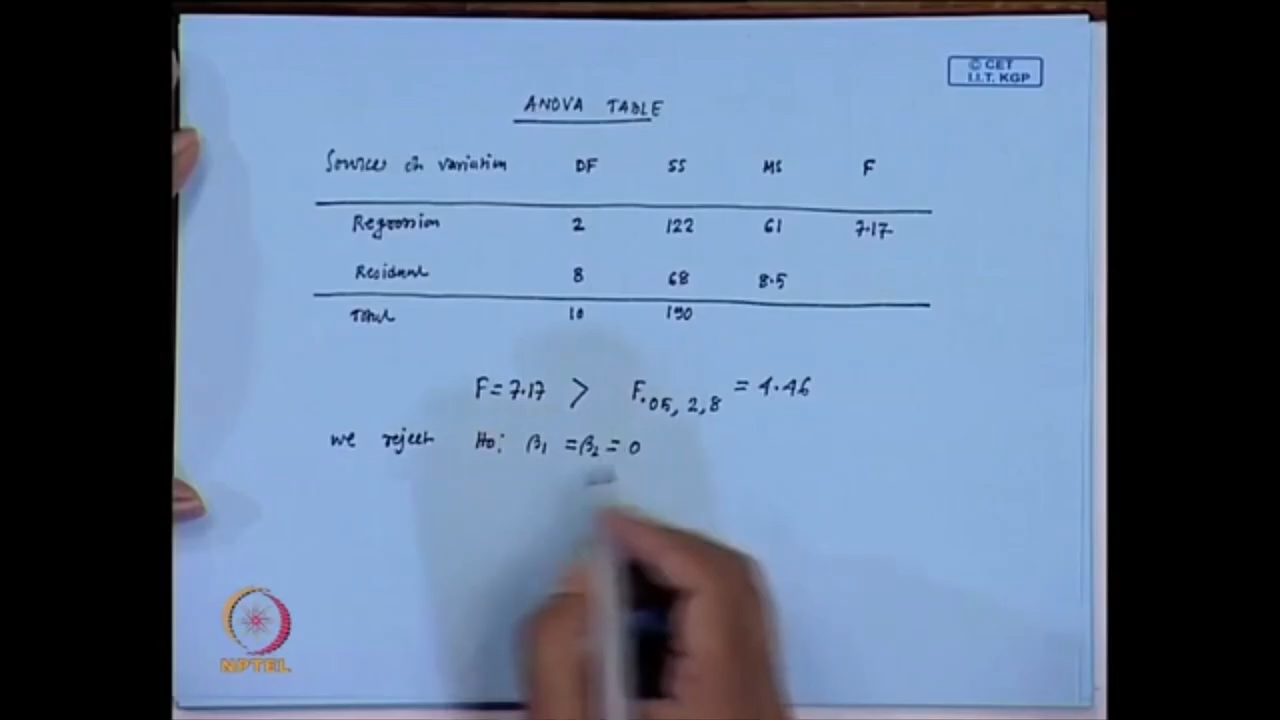 © CET
I.I.T. KGP
ANOVA TABLE
Sources of variation DF SS MS F
Regression 2 122 61 7.17
Residual 8 68 8.5
Total 10 190
F = 7.17 > F.05, 2, 8 = 4.46
we reject H0: β1 = β2 = 0
NPTEL